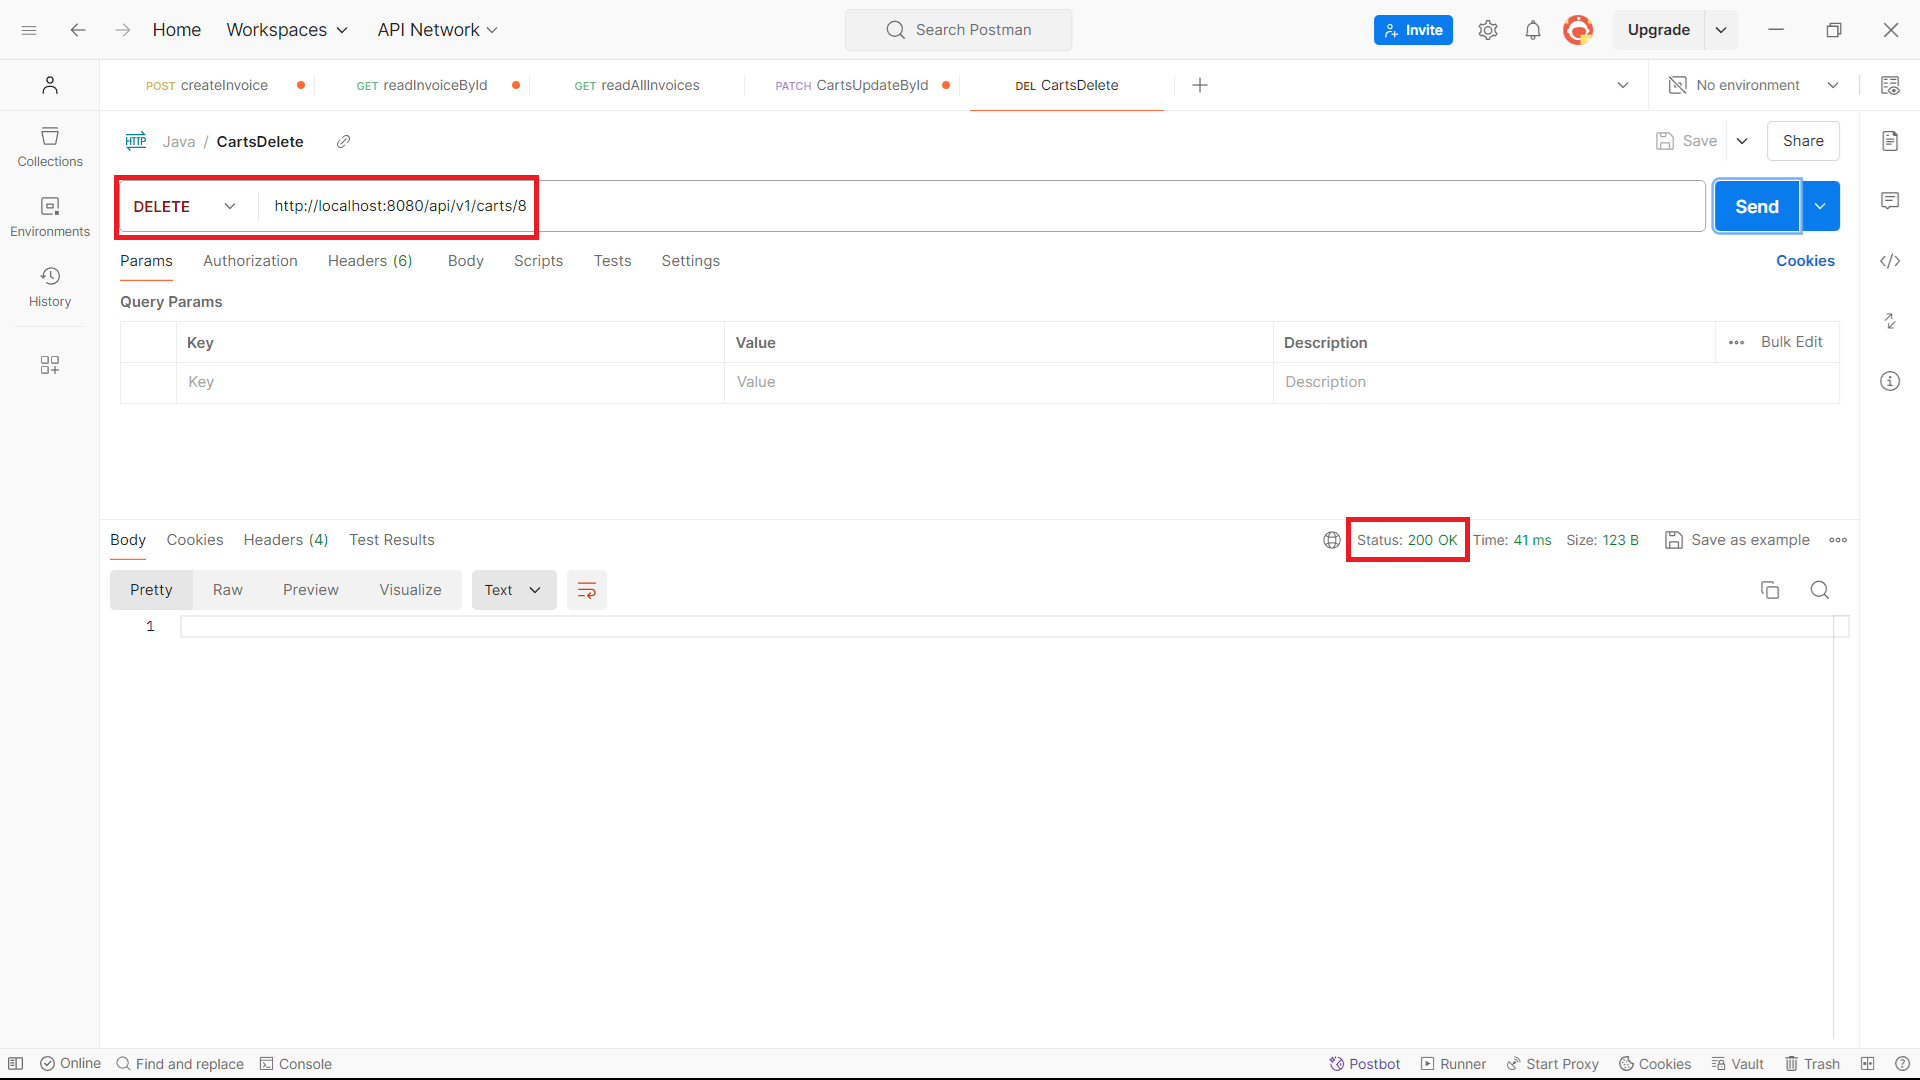 Home Workspaces API Network Search Postman Invite Upgrade
POST createInvoice GET readInvoiceById GET readAllInvoices PATCH CartsUpdateById DEL CartsDelete No environment
HTTP Java / CartsDelete Save Share
Collections
DELETE http://localhost:8080/api/v1/carts/8 Send
Environments
Params Authorization Headers (6) Body Scripts Tests Settings Cookies
History
Query Params
Key Value Description Bulk Edit
Key Value Description
Body Cookies Headers (4) Test Results Status: 200 OK Time: 41 ms Size: 123 B Save as example
Pretty Raw Preview Visualize Text
1
Online Find and replace Console Postbot Runner Start Proxy Cookies Vault Trash